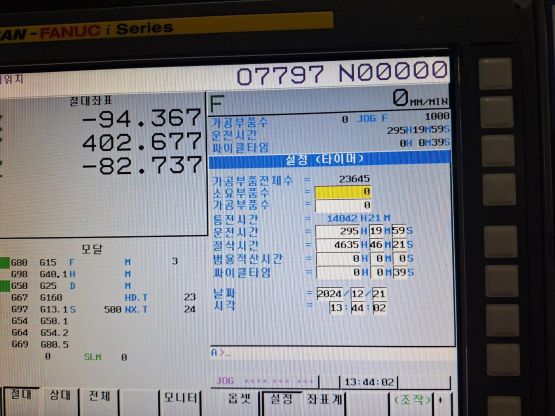 AN - FANUC i Series
O7797 N00000
절대좌표
-94.367
402.677
-82.737
F 0 MM/MIN
가공부품수 0 JOG F 1000
운전시간 295H19M59S
싸이클타임 0H 0M39S
설정 (타이머)
가공부품전체수 = 23645
소요부품수 = 0
가공부품수 = 0
통전시간 = 14042H21M
운전시간 = 295H19M59S
절삭시간 = 4635H46M21S
범용적산시간 = 0H 0M 0S
싸이클타임 = 0H 0M39S
날짜 = 2024/12/21
시각 = 13:44:02
모달
G80 G15 F M 3
G98 G40.1 H M
G50 G25 D M
G67 G160 HD.T 23
G97 G13.1 S 500 NX.T 24
G54 G50.1
G64 G54.2
G69 G80.5
0 SLM 0
A>_
JOG **** *** *** 13:44:02
절대 상대 전체 모니터 옵셋 설정 좌표계 (조작) +